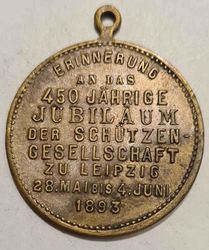 ERINNERUNG
AN DAS
450 JÄHRIGE
JUBILÄUM
DER SCHÜTZEN-
GESELLSCHAFT
ZU LEIPZIG
28. MAI BIS 4. JUNI
1893